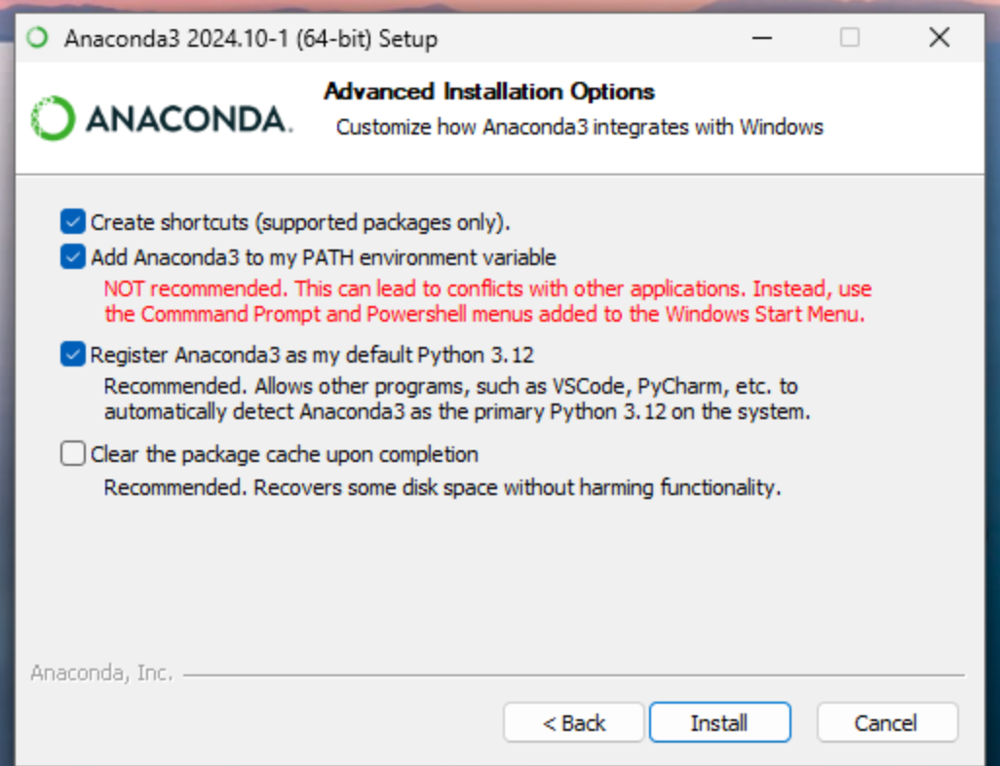 Anaconda3 2024.10-1 (64-bit) Setup
ANACONDA.
Advanced Installation Options
Customize how Anaconda3 integrates with Windows
Create shortcuts (supported packages only).
Add Anaconda3 to my PATH environment variable
NOT recommended. This can lead to conflicts with other applications. Instead, use
the Commmand Prompt and Powershell menus added to the Windows Start Menu.
Register Anaconda3 as my default Python 3.12
Recommended. Allows other programs, such as VSCode, PyCharm, etc. to
automatically detect Anaconda3 as the primary Python 3.12 on the system.
Clear the package cache upon completion
Recommended. Recovers some disk space without harming functionality.
Anaconda, Inc.
< Back
Install
Cancel